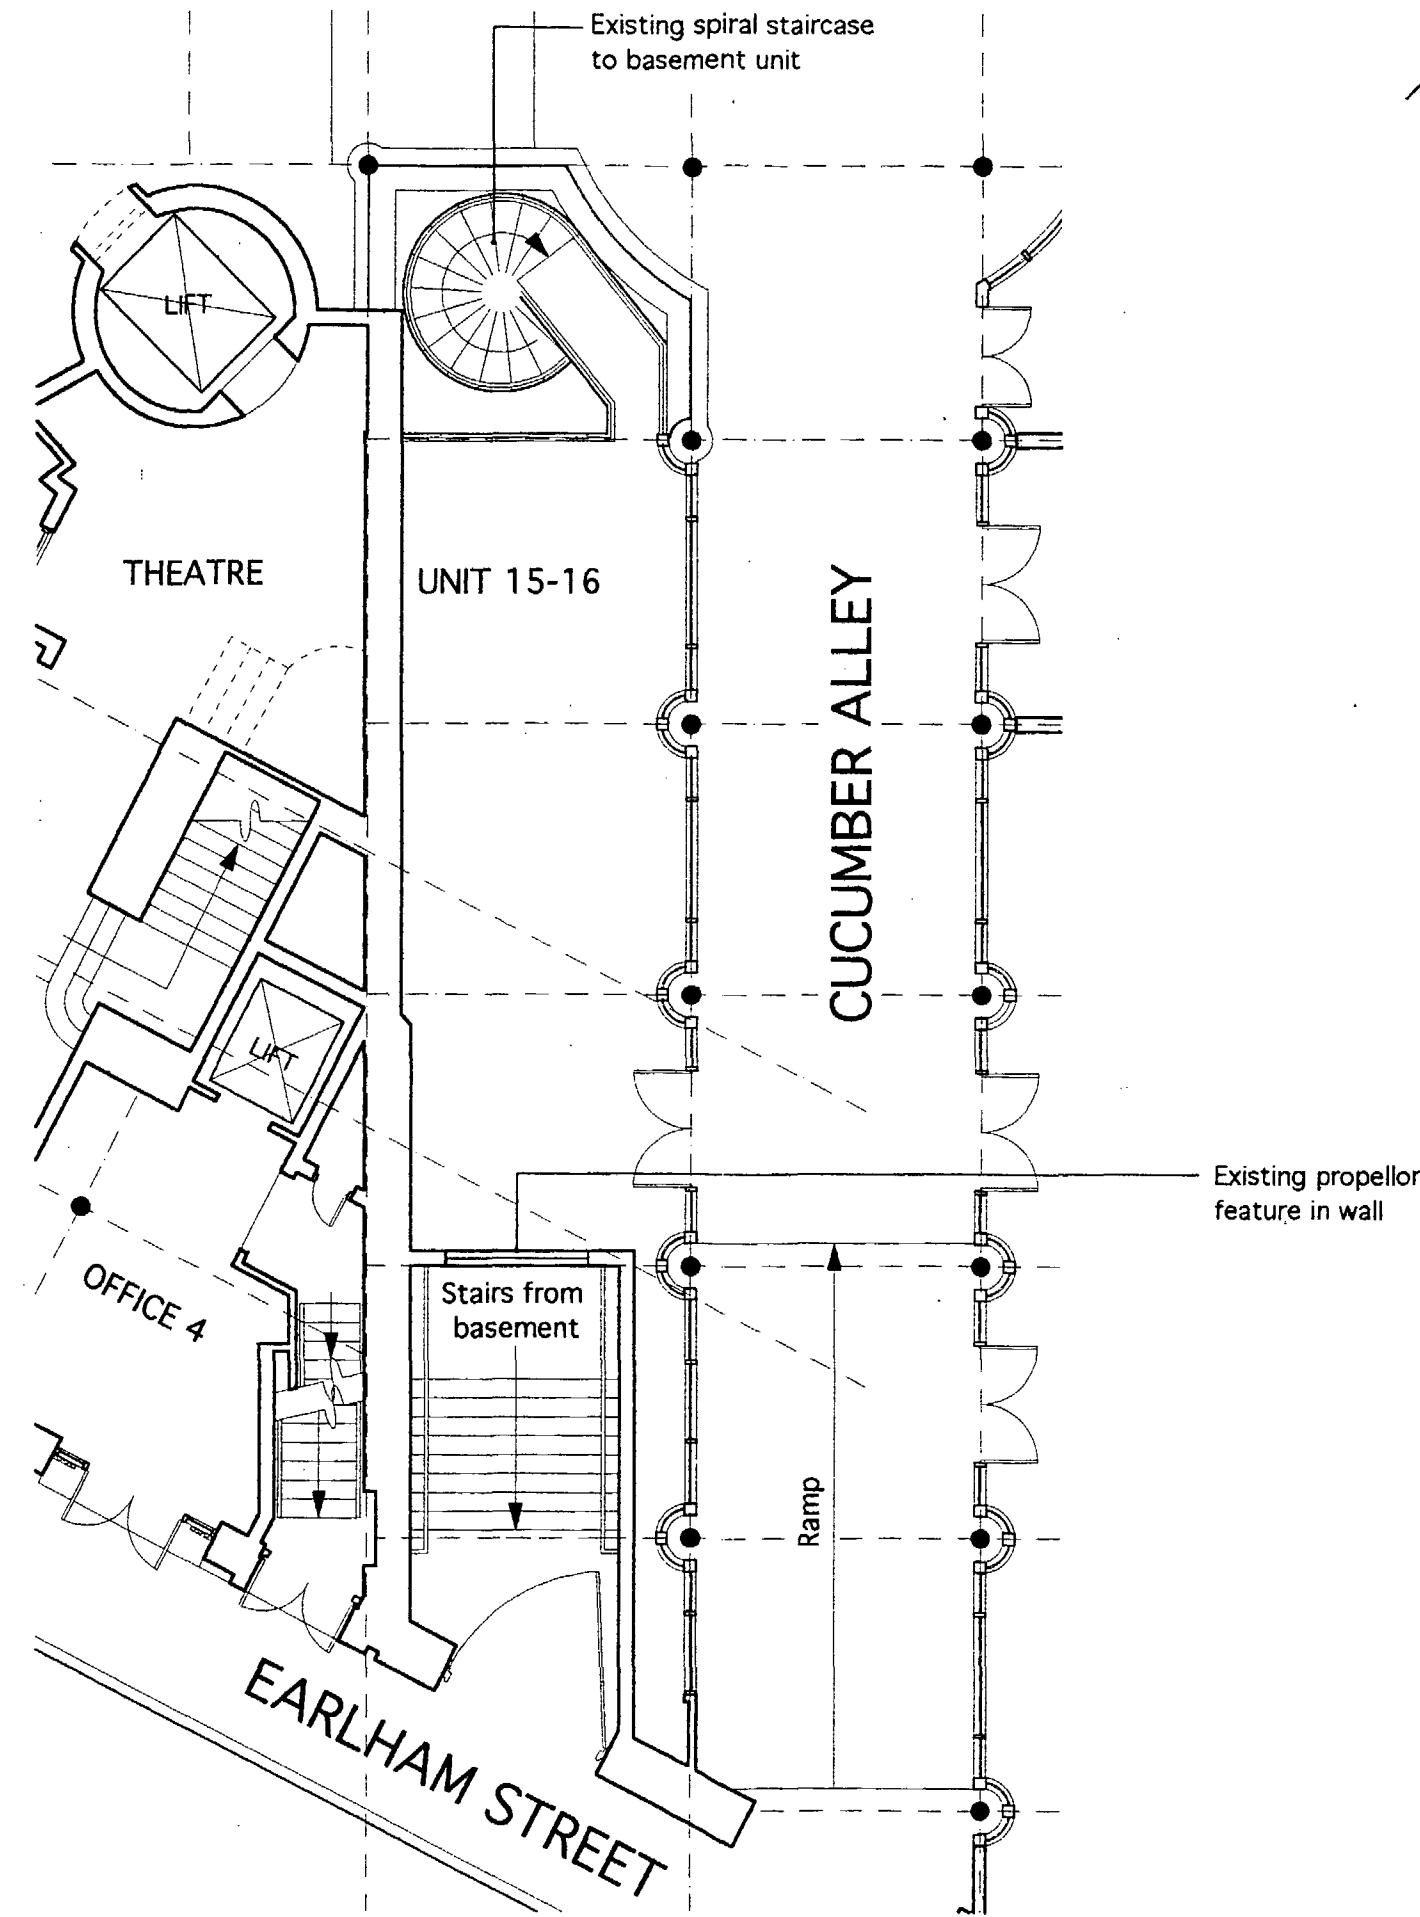 Existing spiral staircase
to basement unit
LIFT
THEATRE
UNIT 15-16
CUCUMBER ALLEY
LIFT
Existing propellor
feature in wall
OFFICE 4
Stairs from
basement
Ramp
EARLHAM STREET